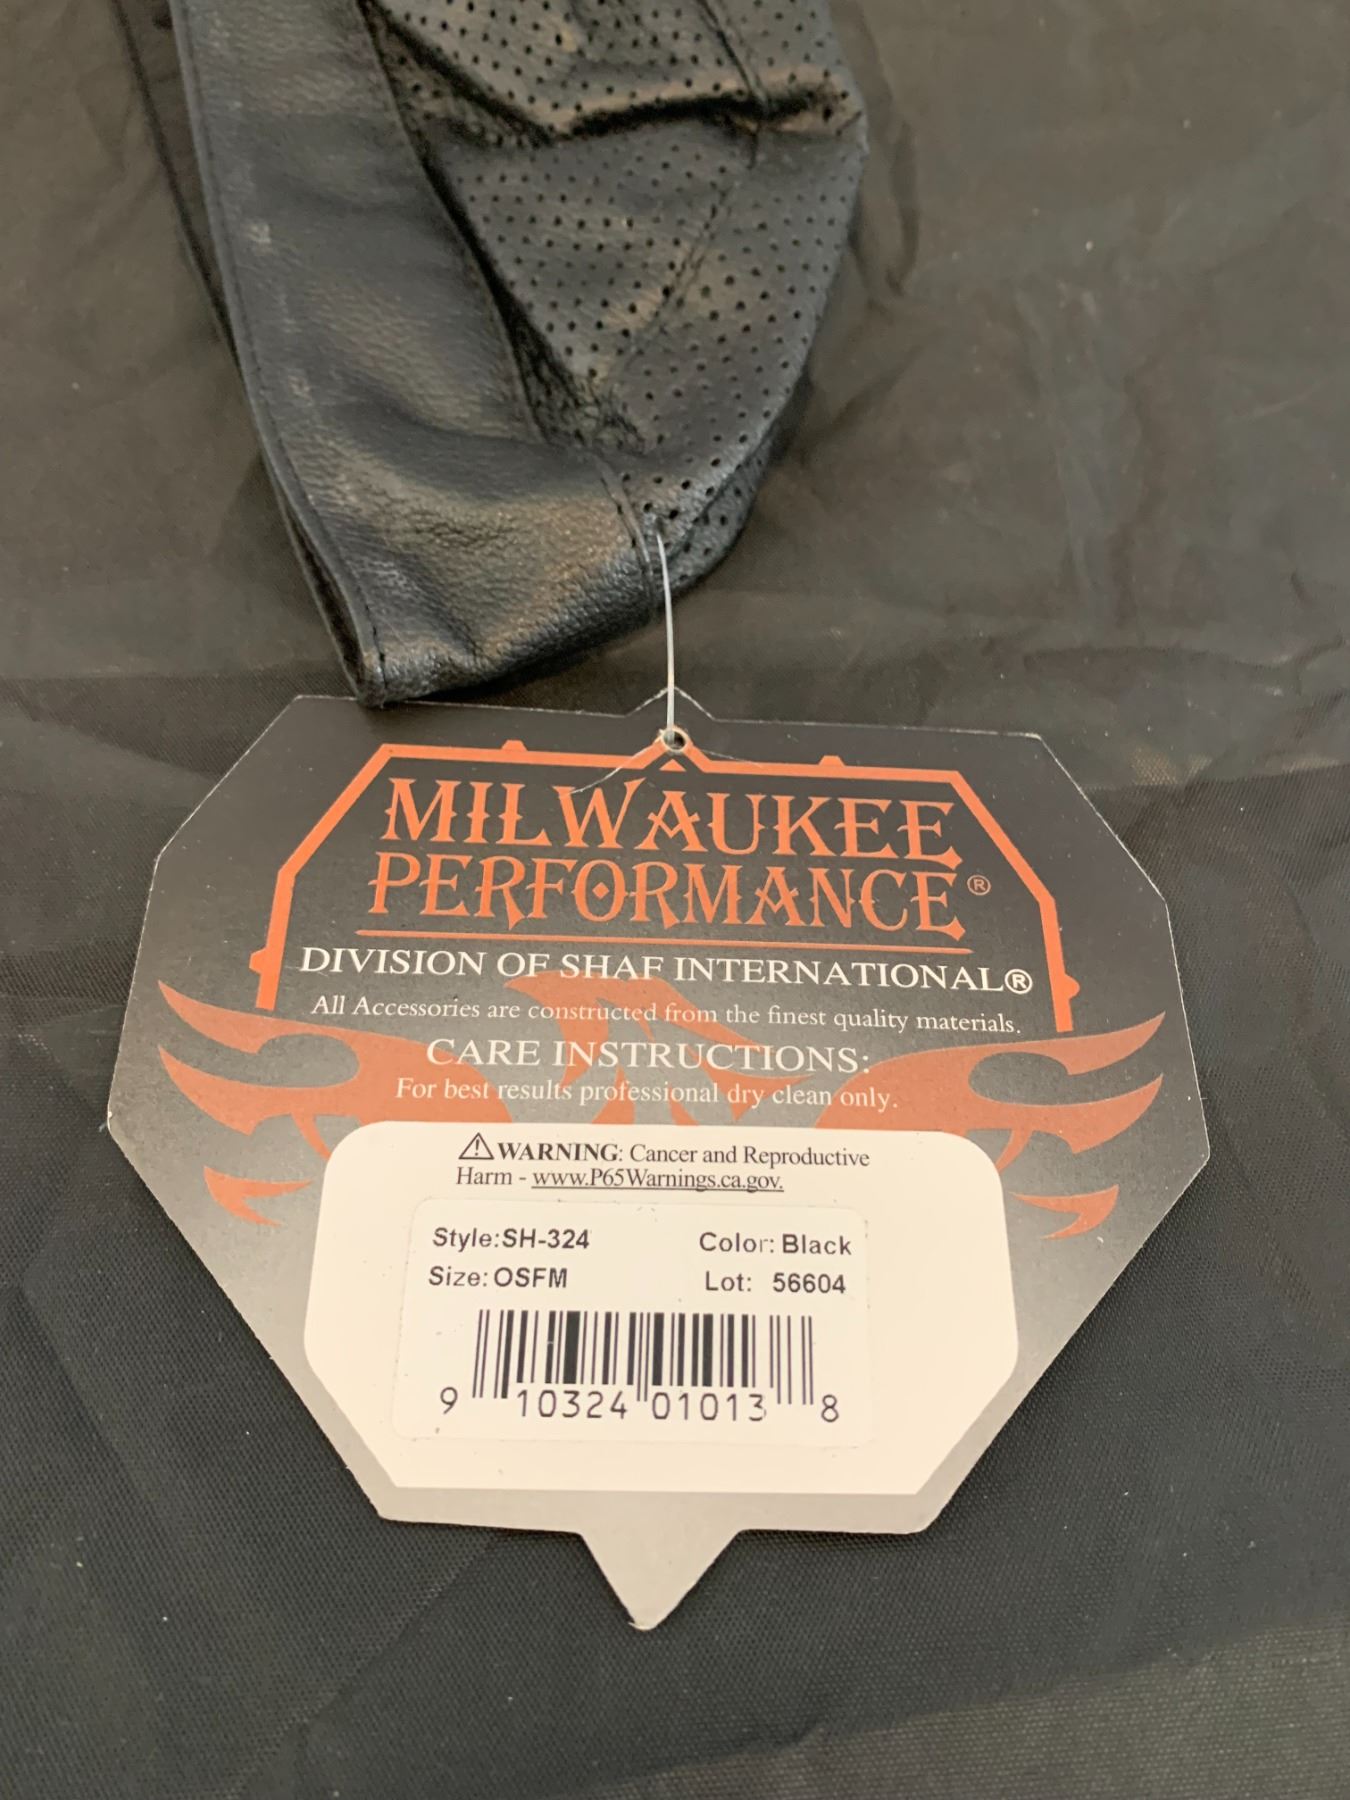 MILWAUKEE
PERFORMANCE®
DIVISION OF SHAF INTERNATIONAL®
All Accessories are constructed from the finest quality materials.
CARE INSTRUCTIONS:
For best results professional dry clean only.
⚠WARNING: Cancer and Reproductive
Harm - www.P65Warnings.ca.gov.
Style:SH-324 Color: Black
Size:OSFM Lot: 56604
9 10324 01013 8